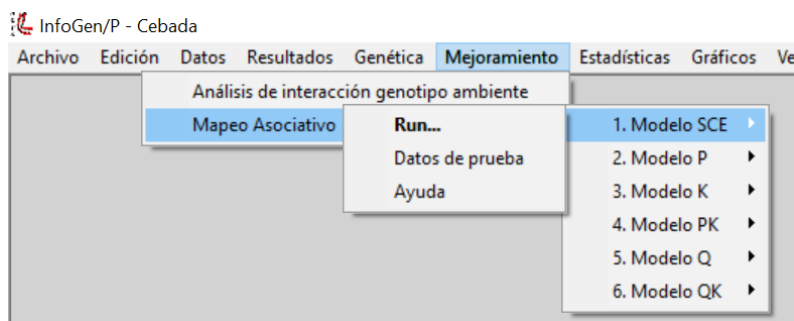 InfoGen/P - Cebada
Archivo Edición Datos Resultados Genética Mejoramiento Estadísticas Gráficos
Análisis de interacción genotipo ambiente
Mapeo Asociativo
Run...
Datos de prueba
Ayuda
1. Modelo SCE
2. Modelo P
3. Modelo K
4. Modelo PK
5. Modelo Q
6. Modelo QK